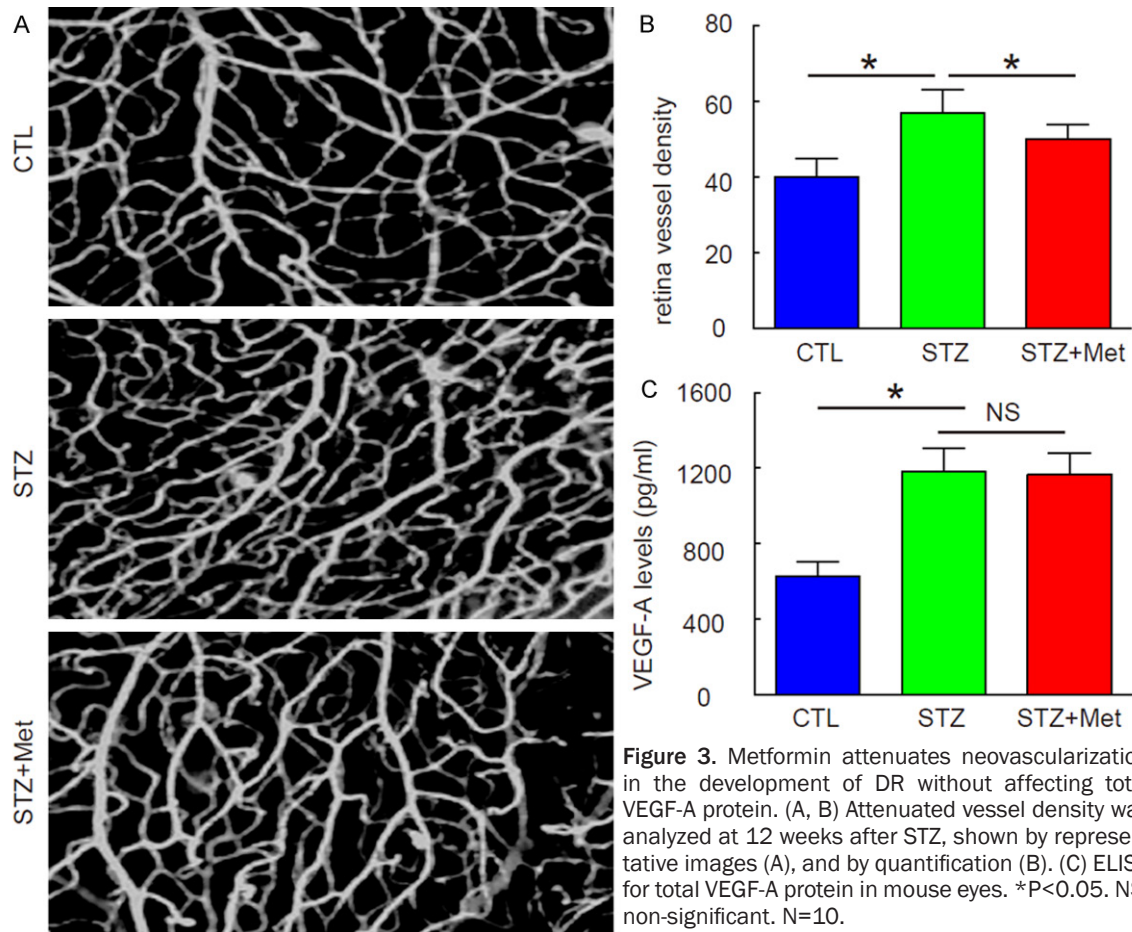 A
CTL
STZ
STZ+Met
B
80
60
40
20
0
retina vessel density
*
*
CTL
STZ
STZ+Met
C
1600
1200
800
400
0
VEGF-A levels (pg/ml)
*
NS
CTL
STZ
STZ+Met
Figure 3. Metformin attenuates neovascularizatio
in the development of DR without affecting tot
VEGF-A protein. (A, B) Attenuated vessel density wa
analyzed at 12 weeks after STZ, shown by represe
tative images (A), and by quantification (B). (C) ELIS
for total VEGF-A protein in mouse eyes. *P<0.05. NS
non-significant. N=10.